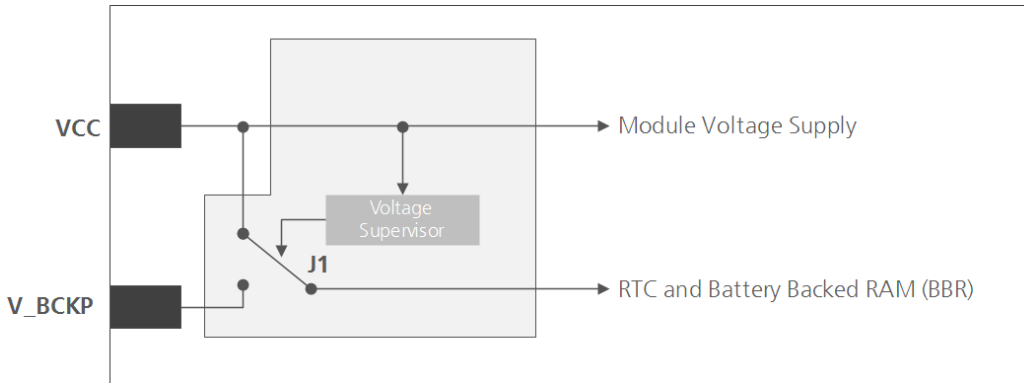 VCC
Module Voltage Supply
Voltage
Supervisor
J1
V_BCKP
RTC and Battery Backed RAM (BBR)